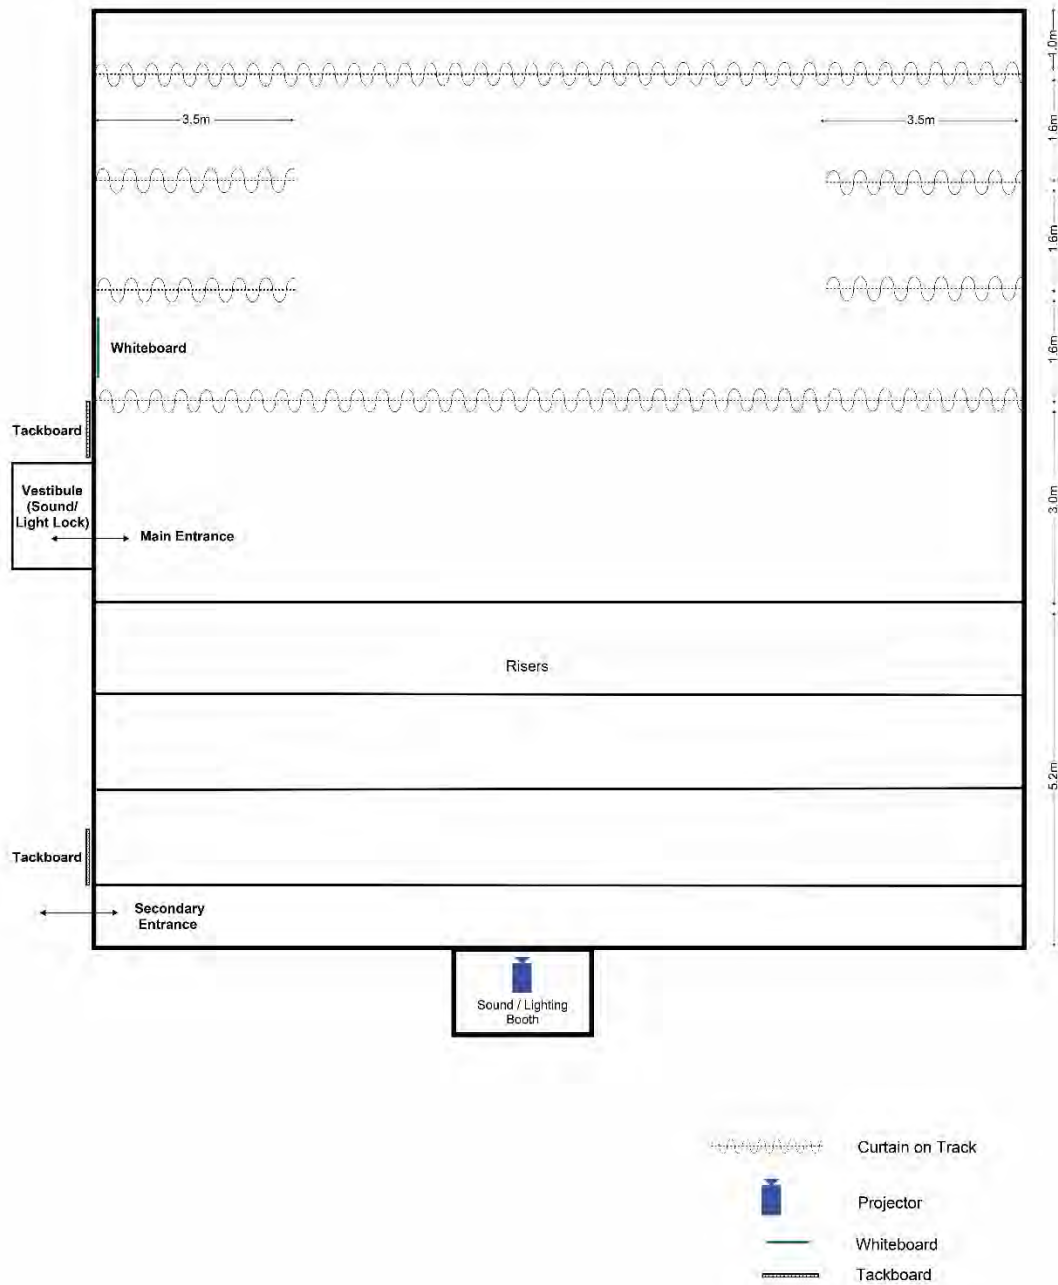 1.0m
3.5m
3.5m
1.6m
1.6m
Whiteboard
1.6m
Tackboard
Vestibule
(Sound/
Light Lock)
Main Entrance
3.0m
Risers
5.2m
Tackboard
Secondary
Entrance
Sound / Lighting
Booth
Curtain on Track
Projector
Whiteboard
Tackboard